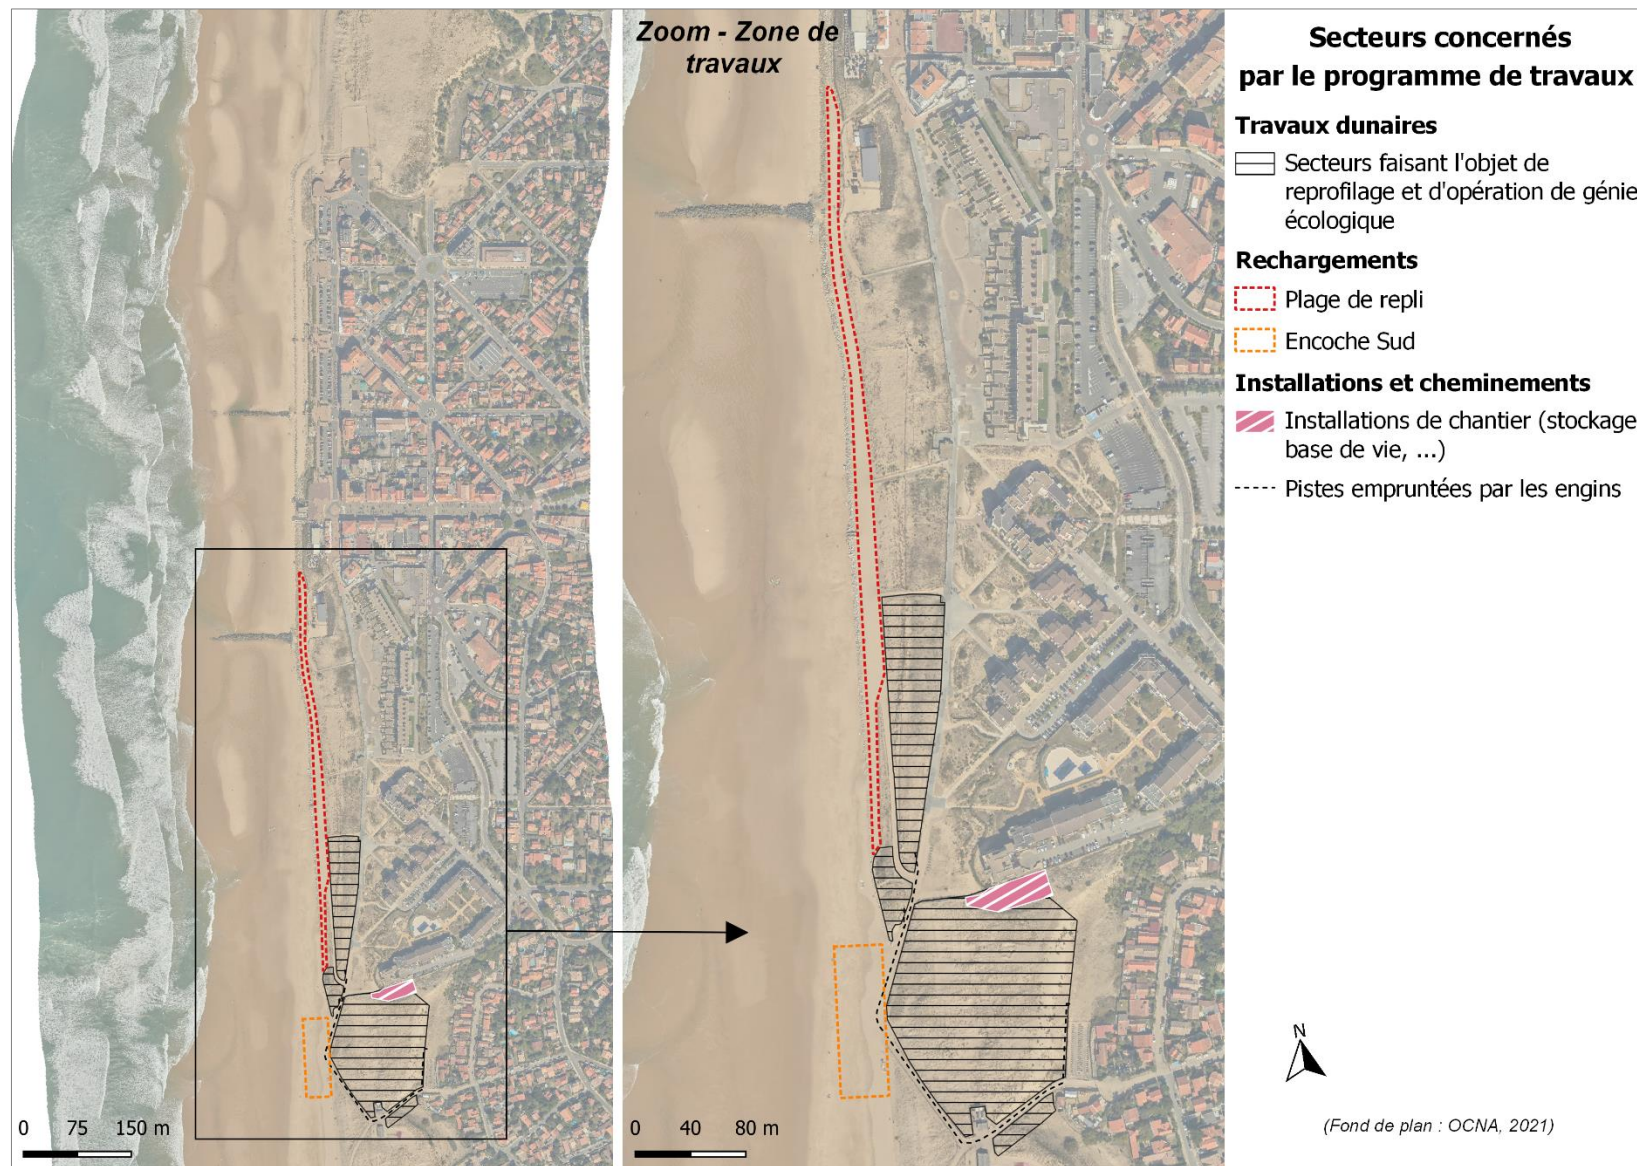 Zoom - Zone de
travaux
0 75 150 m
0 40 80 m
Secteurs concernés
par le programme de travaux
Travaux dunaires
Secteurs faisant l'objet de
reprofilage et d'opération de génie
écologique
Rechargements
Plage de repli
Encoche Sud
Installations et cheminements
Installations de chantier (stockage
base de vie, ...)
Pistes empruntées par les engins
N
(Fond de plan : OCNA, 2021)